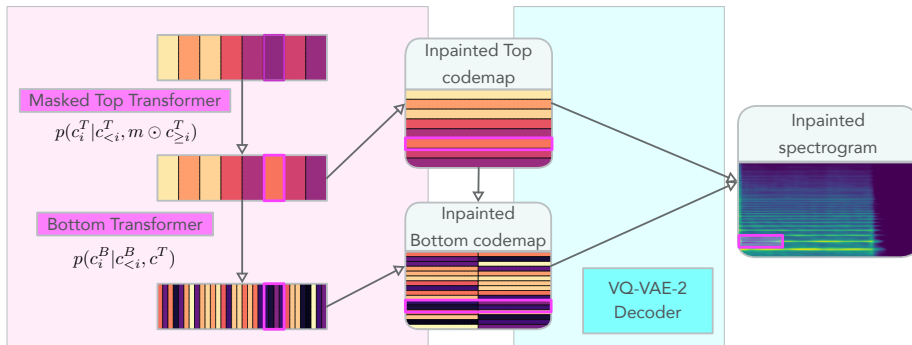 Masked Top Transformer
p(c_i^T|c_{<i}^T, m ⊙ c_{≥i}^T)
Bottom Transformer
p(c_i^B|c_{<i}^B, c^T)
Inpainted Top
codemap
Inpainted
Bottom codemap
VQ-VAE-2
Decoder
Inpainted
spectrogram